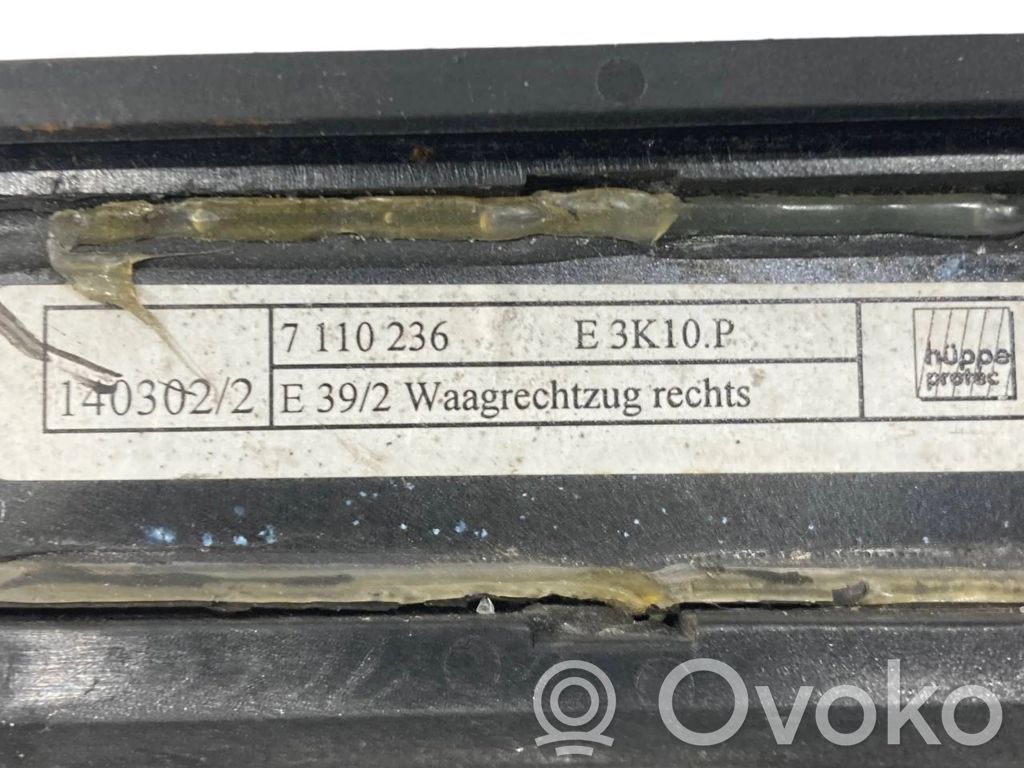 7 110 236 E 3K10.P
140302/2 E 39/2 Waagrechtzug rechts
hüppe
protec
Ovoko